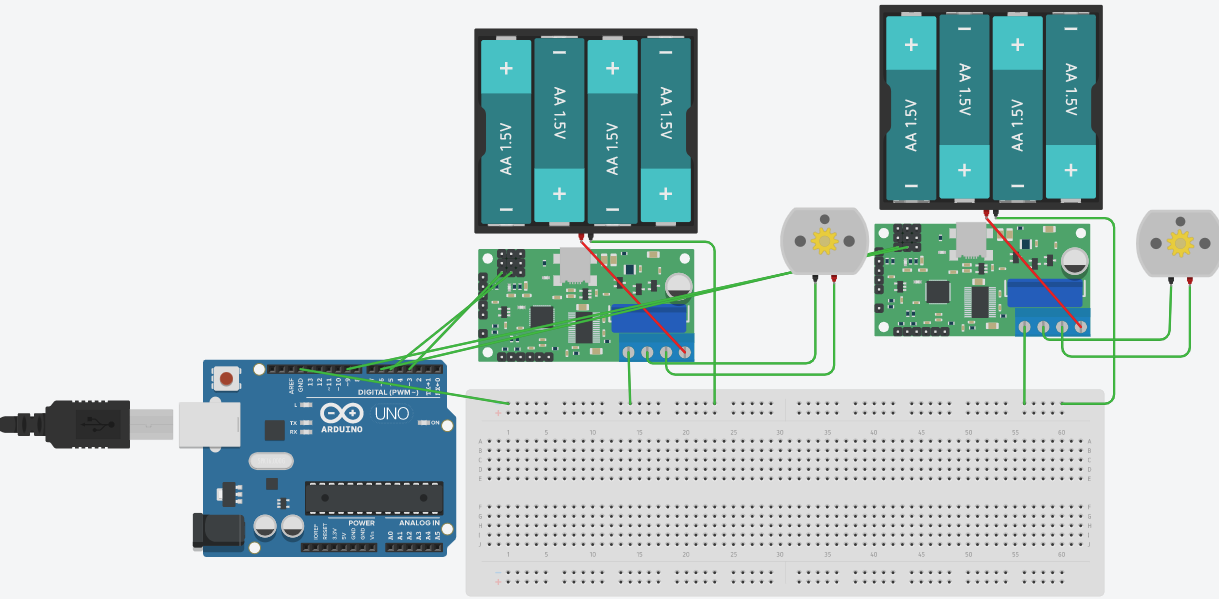 + − + −
AA 1.5V
AA 1.5V
AA 1.5V
AA 1.5V
− + − +
+ − + −
AA 1.5V
AA 1.5V
AA 1.5V
AA 1.5V
− + − +
AREF
GND
13
12
~11
~10
~9
8
7
~6
~5
4
~3
2
TX→1
RX←0
DIGITAL (PWM~)
L
TX
RX
UNO
ARDUINO
ON
POWER
ANALOG IN
IOREF
RESET
3.3V
5V
GND
GND
Vin
A0
A1
A2
A3
A4
A5
− +
1 5 10 15 20 25 30 35 40 45 50 55 60
A A
B B
C C
D D
E E
F F
G G
H H
I I
J J
1 5 10 15 20 25 30 35 40 45 50 55 60
− +